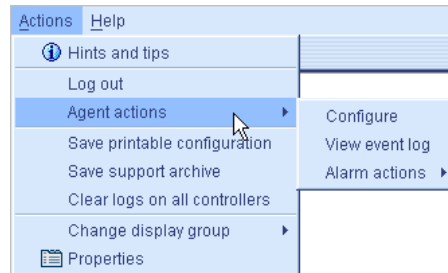 Actions Help
Hints and tips
Log out
Agent actions
Configure
Save printable configuration
View event log
Save support archive
Alarm actions
Clear logs on all controllers
Change display group
Properties